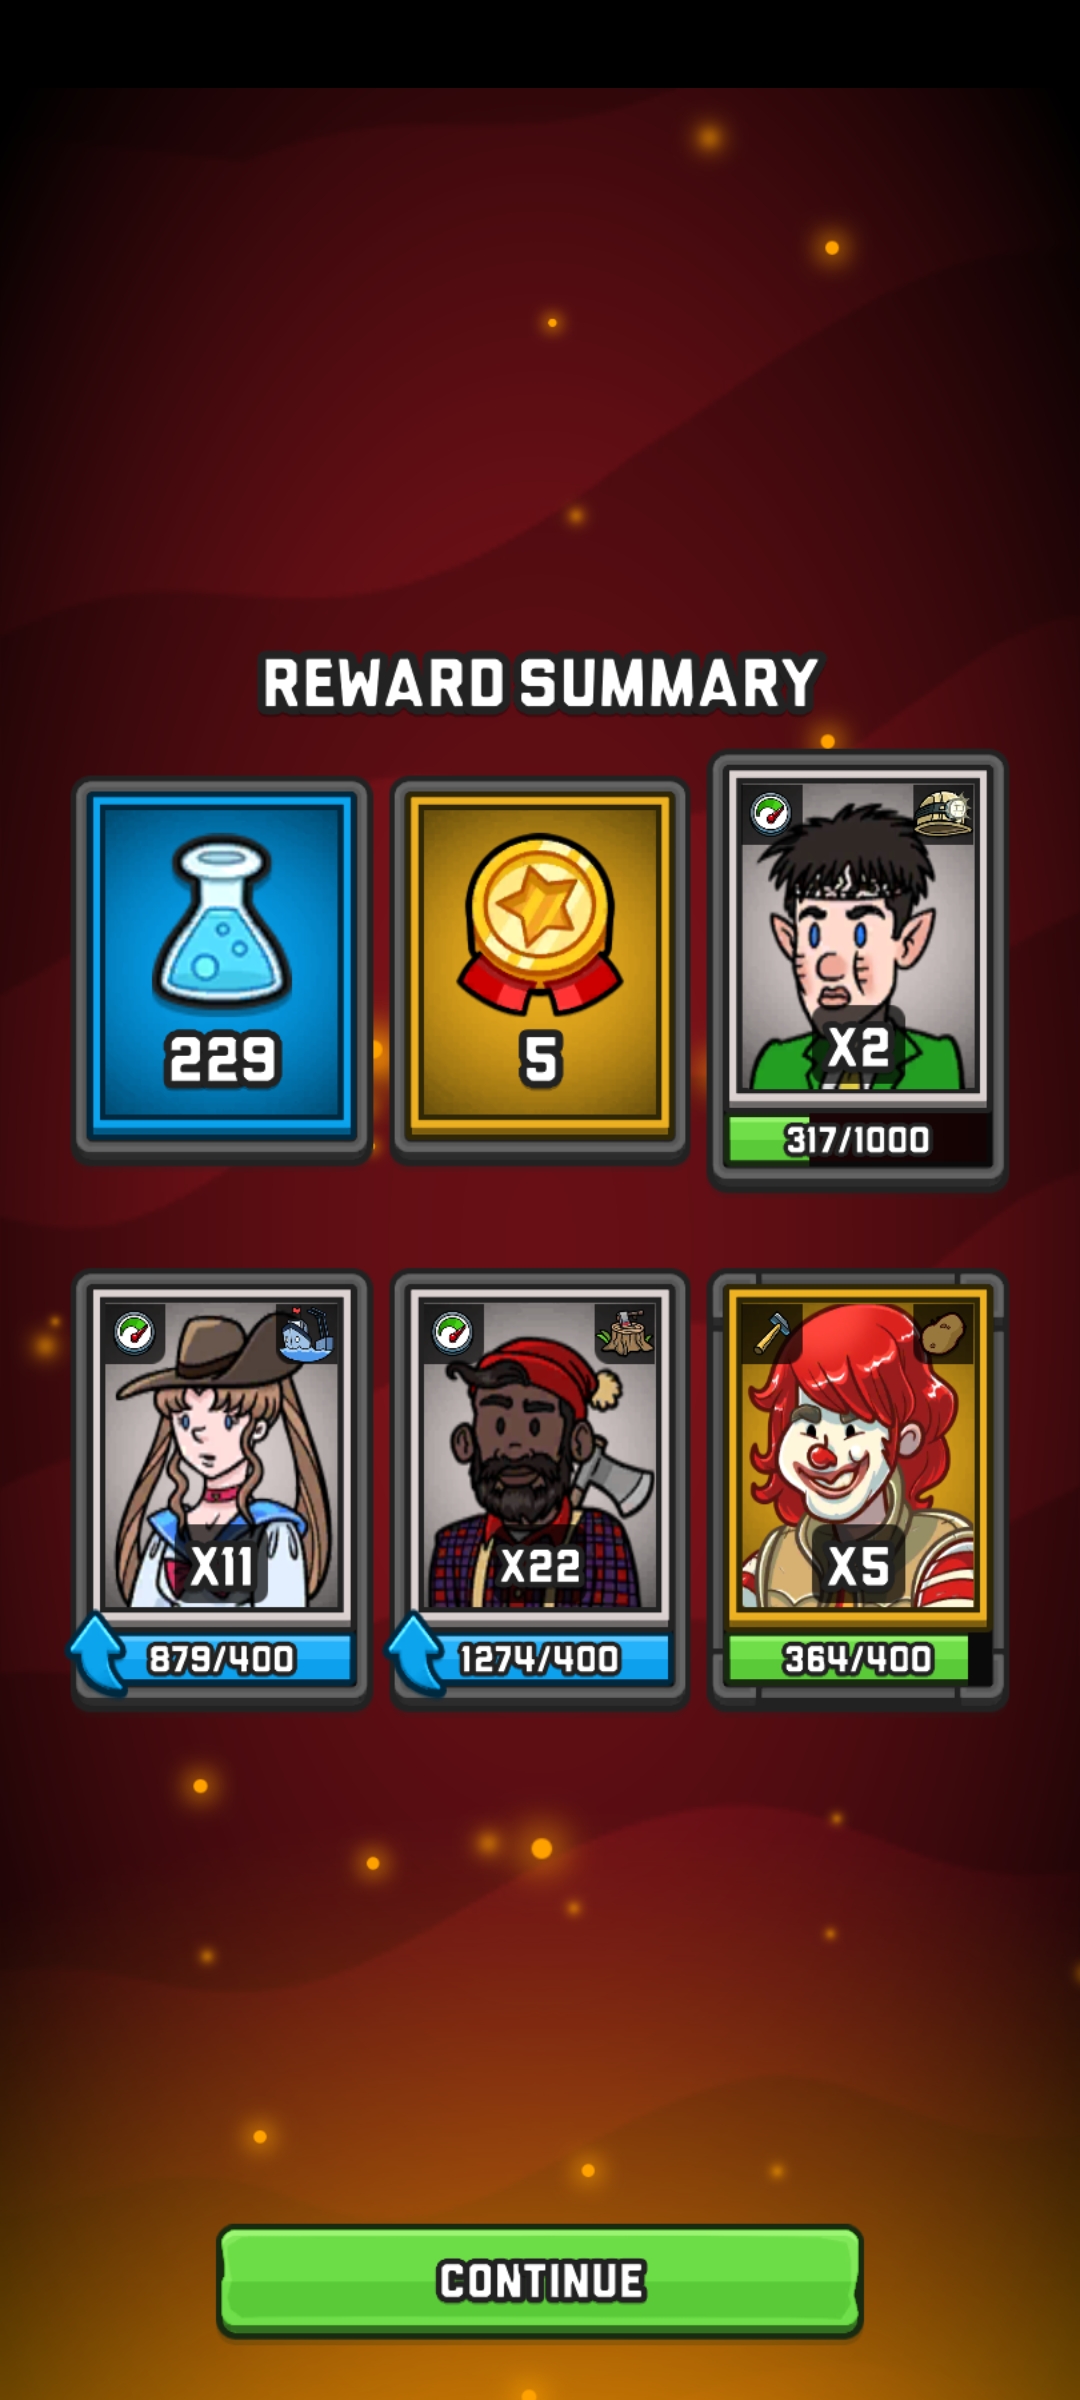 REWARD SUMMARY
229
5
X2
317/1000
X11
X22
X5
879/400
1274/400
364/400
CONTINUE